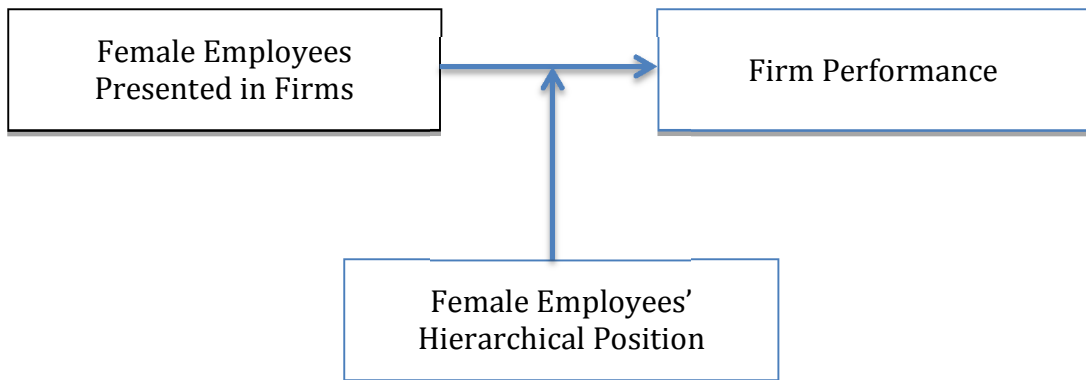 Female Employees
Presented in Firms
Firm Performance
Female Employees’
Hierarchical Position